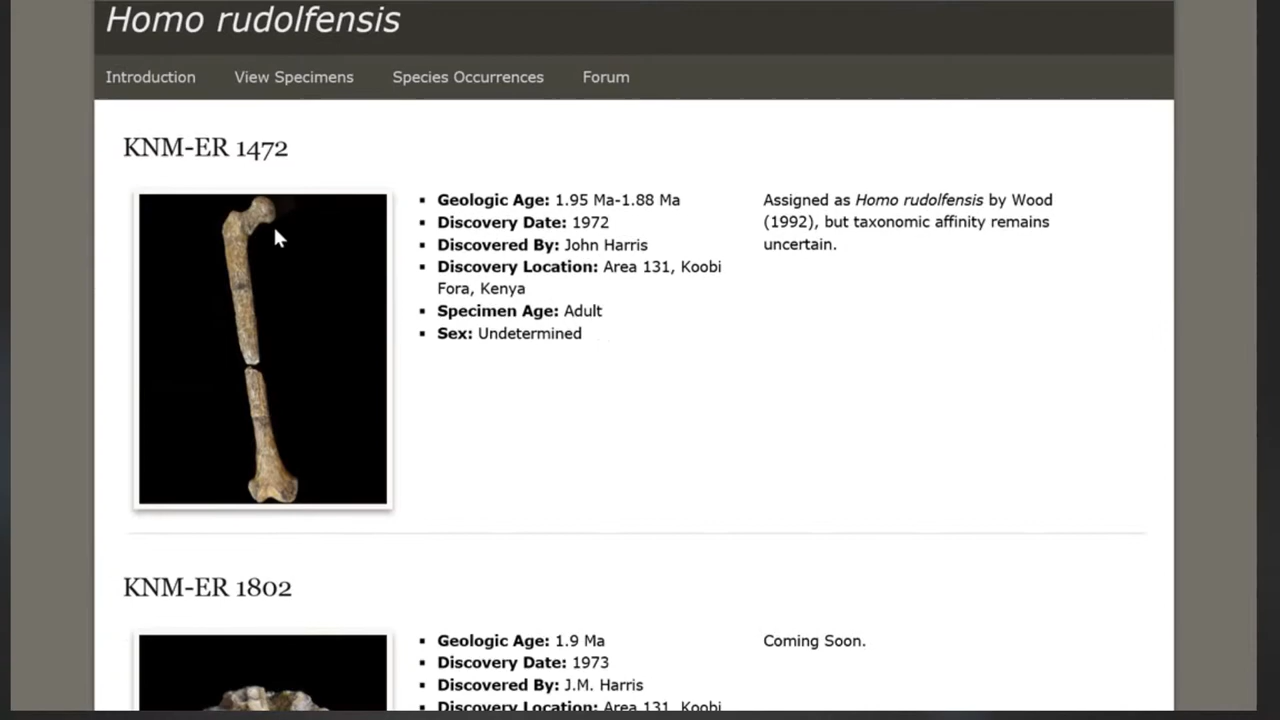 Homo rudolfensis
Introduction View Specimens Species Occurrences Forum
KNM-ER 1472
Geologic Age: 1.95 Ma-1.88 Ma
Discovery Date: 1972
Discovered By: John Harris
Discovery Location: Area 131, Koobi
Fora, Kenya
Specimen Age: Adult
Sex: Undetermined
Assigned as Homo rudolfensis by Wood
(1992), but taxonomic affinity remains
uncertain.
KNM-ER 1802
Geologic Age: 1.9 Ma
Discovery Date: 1973
Discovered By: J.M. Harris
Discovery Location: Area 131, Koobi
Coming Soon.